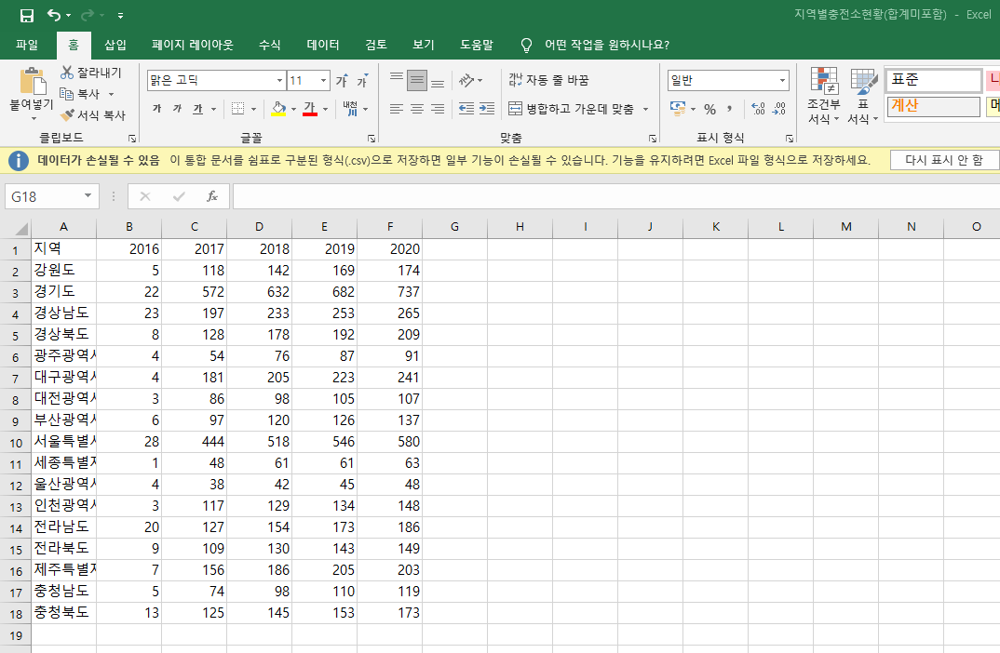 지역별충전소현황(합계미포함) - Excel
파일 홈 삽입 페이지 레이아웃 수식 데이터 검토 보기 도움말 어떤 작업을 원하시나요?
붙여넣기
잘라내기
복사
서식 복사
클립보드
맑은 고딕 11 가 가
가 가 가 가 내천
글꼴
자동 줄 바꿈
병합하고 가운데 맞춤
맞춤
일반
% ,
표시 형식
조건부 서식
표 서식
표준
계산
데이터가 손실될 수 있음 이 통합 문서를 쉼표로 구분된 형식(.csv)으로 저장하면 일부 기능이 손실될 수 있습니다. 기능을 유지하려면 Excel 파일 형식으로 저장하세요. 다시 표시 안 함
G18 fx
A B C D E F G H I J K L M N O
1 지역 2016 2017 2018 2019 2020
2 강원도 5 118 142 169 174
3 경기도 22 572 632 682 737
4 경상남도 23 197 233 253 265
5 경상북도 8 128 178 192 209
6 광주광역시 4 54 76 87 91
7 대구광역시 4 181 205 223 241
8 대전광역시 3 86 98 105 107
9 부산광역시 6 97 120 126 137
10 서울특별시 28 444 518 546 580
11 세종특별자 1 48 61 61 63
12 울산광역시 4 38 42 45 48
13 인천광역시 3 117 129 134 148
14 전라남도 20 127 154 173 186
15 전라북도 9 109 130 143 149
16 제주특별자 7 156 186 205 203
17 충청남도 5 74 98 110 119
18 충청북도 13 125 145 153 173
19